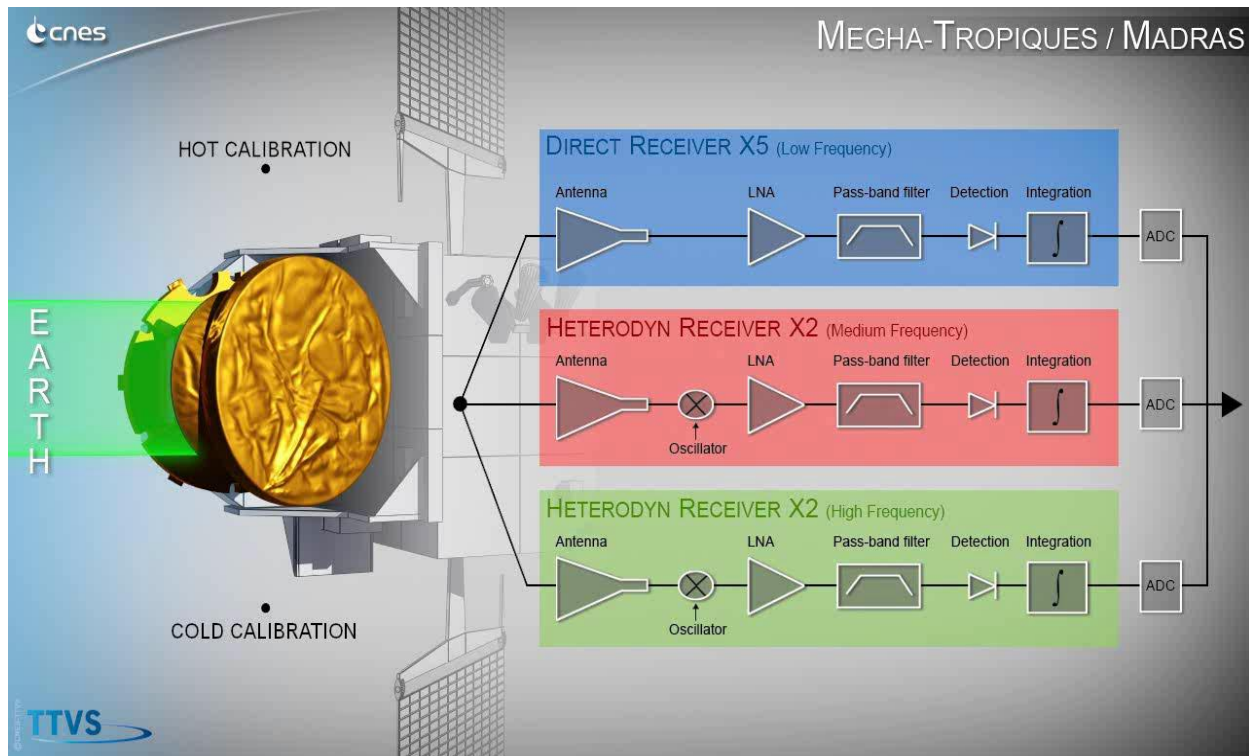 cnes
MEGHA-TROPIQUES / MADRAS
HOT CALIBRATION
EARTH
COLD CALIBRATION
DIRECT RECEIVER X5 (Low Frequency)
Antenna LNA Pass-band filter Detection Integration
∫
ADC
HETERODYN RECEIVER X2 (Medium Frequency)
Antenna LNA Pass-band filter Detection Integration
∫
ADC
Oscillator
HETERODYN RECEIVER X2 (High Frequency)
Antenna LNA Pass-band filter Detection Integration
∫
ADC
Oscillator
TTVS